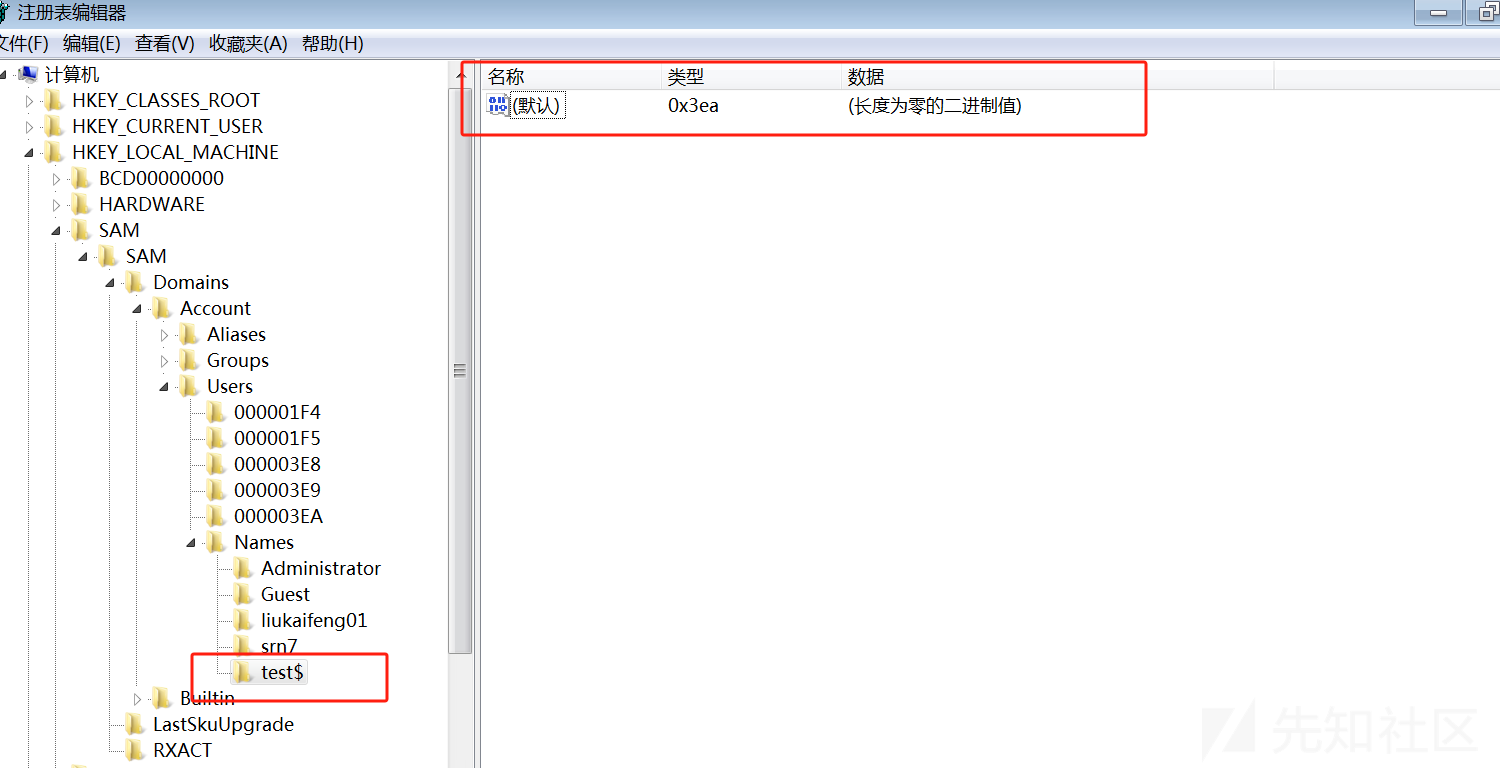 注册表编辑器
文件(F) 编辑(E) 查看(V) 收藏夹(A) 帮助(H)
计算机
HKEY_CLASSES_ROOT
HKEY_CURRENT_USER
HKEY_LOCAL_MACHINE
BCD00000000
HARDWARE
SAM
SAM
Domains
Account
Aliases
Groups
Users
000001F4
000001F5
000003E8
000003E9
000003EA
Names
Administrator
Guest
liukaifeng01
srn7
test$
Builtin
LastSkuUpgrade
RXACT
名称 类型 数据
(默认) 0x3ea (长度为零的二进制值)
先知社区